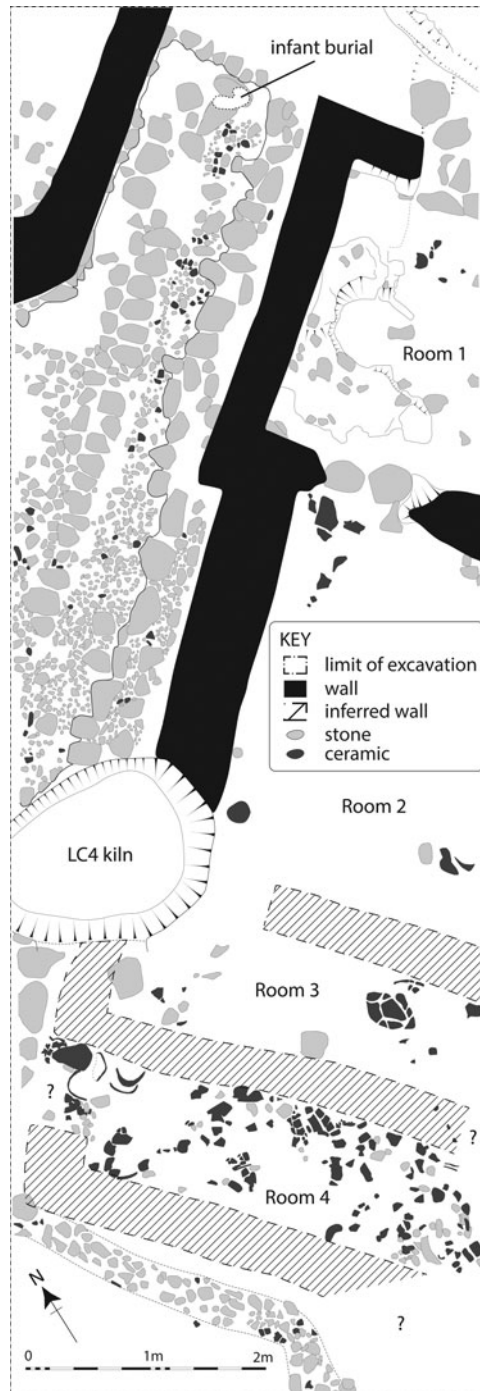 infant burial
Room 1
KEY
limit of excavation
wall
inferred wall
stone
ceramic
Room 2
LC4 kiln
Room 3
?
?
Room 4
?
N
0 1m 2m